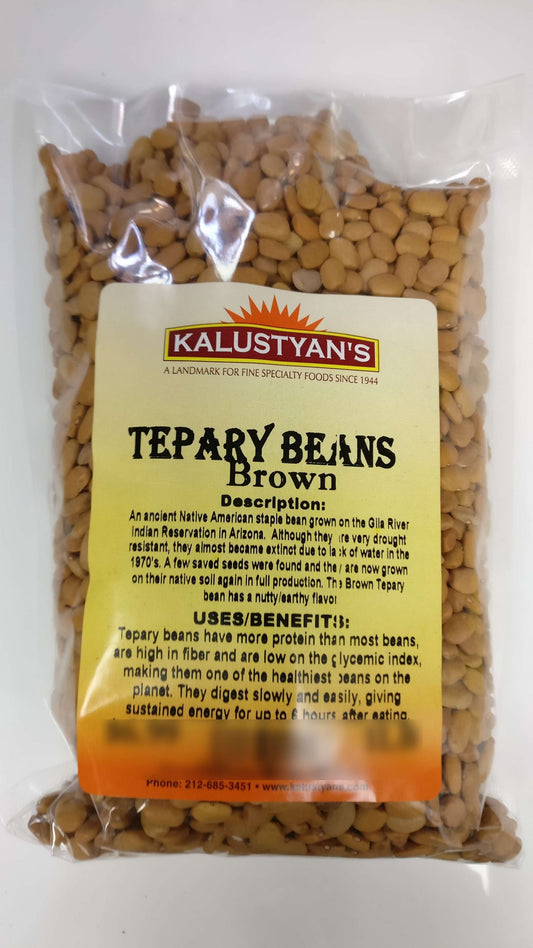 KALUSTYAN'S
A LANDMARK FOR FINE SPECIALTY FOODS SINCE 1944
TEPARY BEANS
Brown
Description:
An ancient Native American staple bean grown on the Gila River
Indian Reservation in Arizona. Although they are very drought
resistant, they almost became extinct due to lack of water in the
1970's. A few saved seeds were found and they are now grown
on their native soil again in full production. The Brown Tepary
bean has a nutty/earthy flavor
USES/BENEFITS:
Tepary beans have more protein than most beans,
are high in fiber and are low on the glycemic index,
making them one of the healthiest beans on the
planet. They digest slowly and easily, giving
sustained energy for up to 6 hours after eating.
Phone: 212-685-3451 • www.kalustyans.com